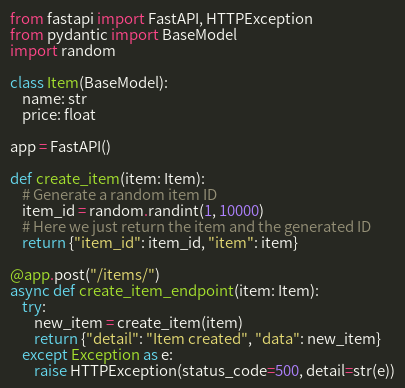 from fastapi import FastAPI, HTTPException
from pydantic import BaseModel
import random

class Item(BaseModel):
    name: str
    price: float

app = FastAPI()

def create_item(item: Item):
    # Generate a random item ID
    item_id = random.randint(1, 10000)
    # Here we just return the item and the generated ID
    return {"item_id": item_id, "item": item}

@app.post("/items/")
async def create_item_endpoint(item: Item):
    try:
        new_item = create_item(item)
        return {"detail": "Item created", "data": new_item}
    except Exception as e:
        raise HTTPException(status_code=500, detail=str(e))